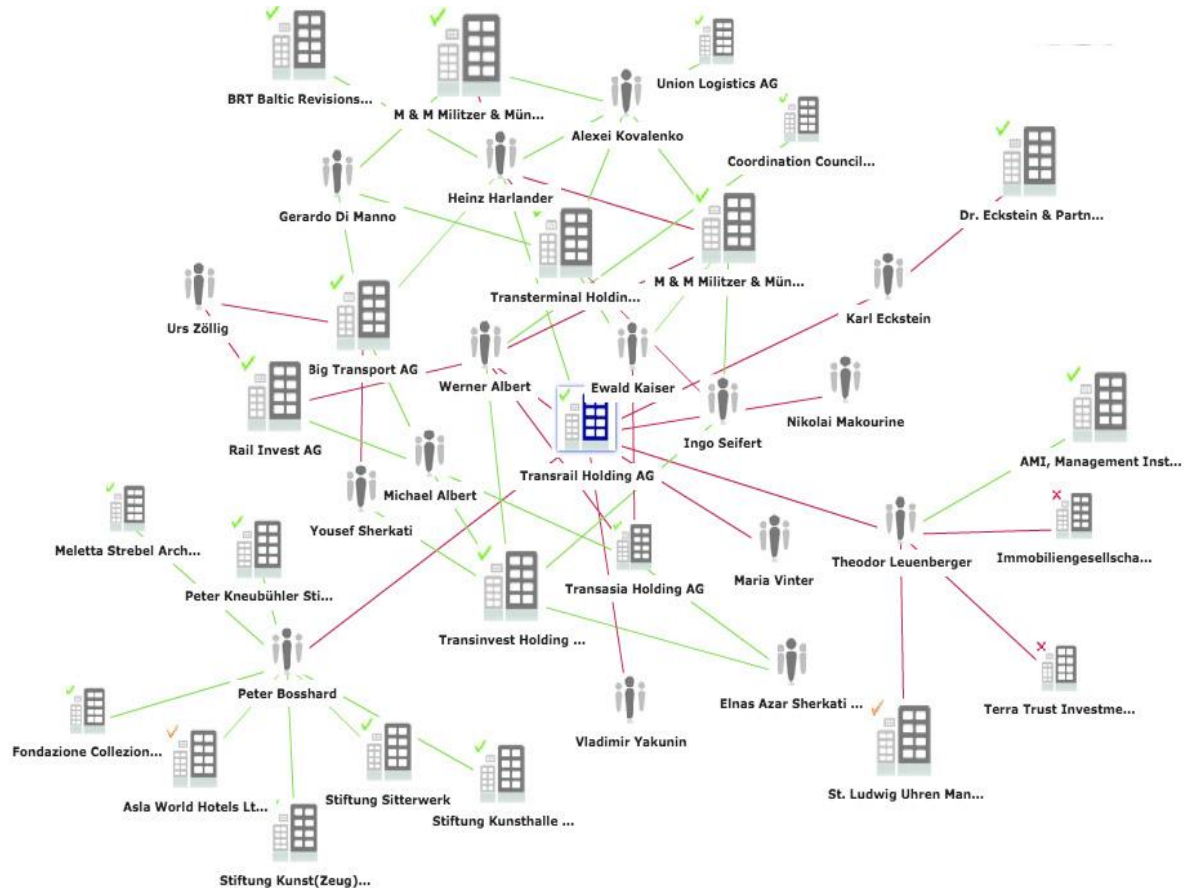 Union Logistics AG
BRT Baltic Revisions...
M & M Militzer & Mün...
Alexei Kovalenko
Coordination Council...
Heinz Harlander
Gerardo Di Manno
Dr. Eckstein & Partn...
M & M Militzer & Mün...
Transterminal Holdin...
Karl Eckstein
Urs Zöllig
Big Transport AG
Werner Albert
Ewald Kaiser
Nikolai Makourine
Ingo Seifert
Rail Invest AG
AMI, Management Inst...
Transrail Holding AG
Michael Albert
Yousef Sherkati
Meletta Strebel Arch...
Immobiliengesellscha...
Theodor Leuenberger
Maria Vinter
Transasia Holding AG
Peter Kneubühler Sti...
Transinvest Holding ...
Peter Bosshard
Elnas Azar Sherkati ...
Terra Trust Investme...
Vladimir Yakunin
Fondazione Collezion...
St. Ludwig Uhren Man...
Stiftung Sitterwerk
Asla World Hotels Lt...
Stiftung Kunsthalle ...
Stiftung Kunst(Zeug)...